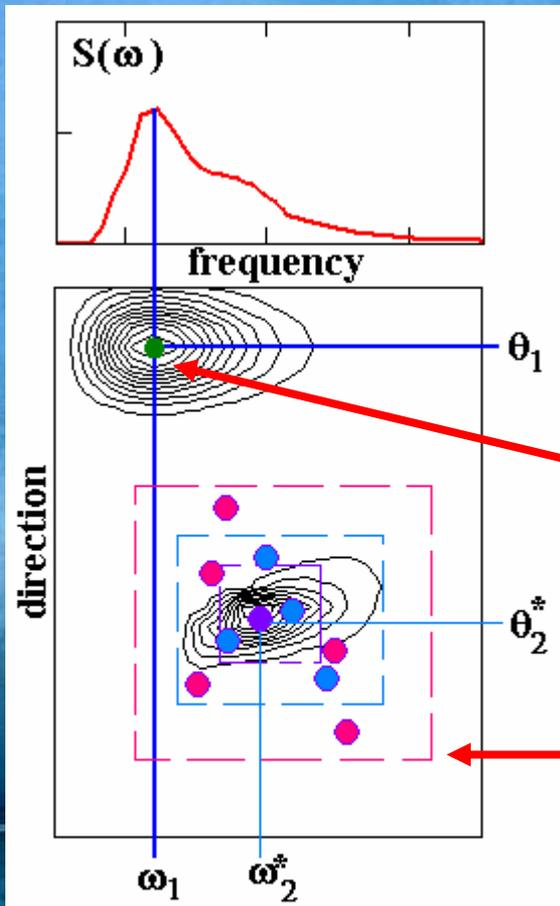 S(ω)
frequency
θ₁
direction
θ₂*
ω₁
ω₂*